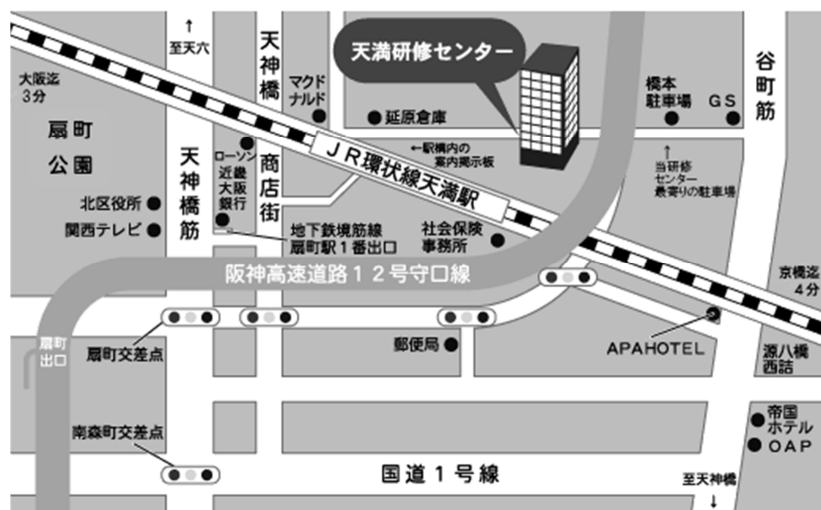 ↑
至天六
天神橋
商店街
天満研修センター
大阪迄
3分
マクド
ナルド
延原倉庫
橋本
駐車場
GS
谷町筋
扇町
公園
天神橋筋
ローソン
近畿
大阪
銀行
JR環状線天満駅
←駅構内の
案内掲示板
↑
当研修
センター
最寄りの駐車場
北区役所
関西テレビ
地下鉄境筋線
扇町駅1番出口
社会保険
事務所
阪神高速道路12号守口線
京橋迄
4分
扇町
出口
扇町交差点
郵便局
APAHOTEL
源八橋
西詰
帝国
ホテル
OAP
南森町交差点
国道1号線
至天神橋
↓